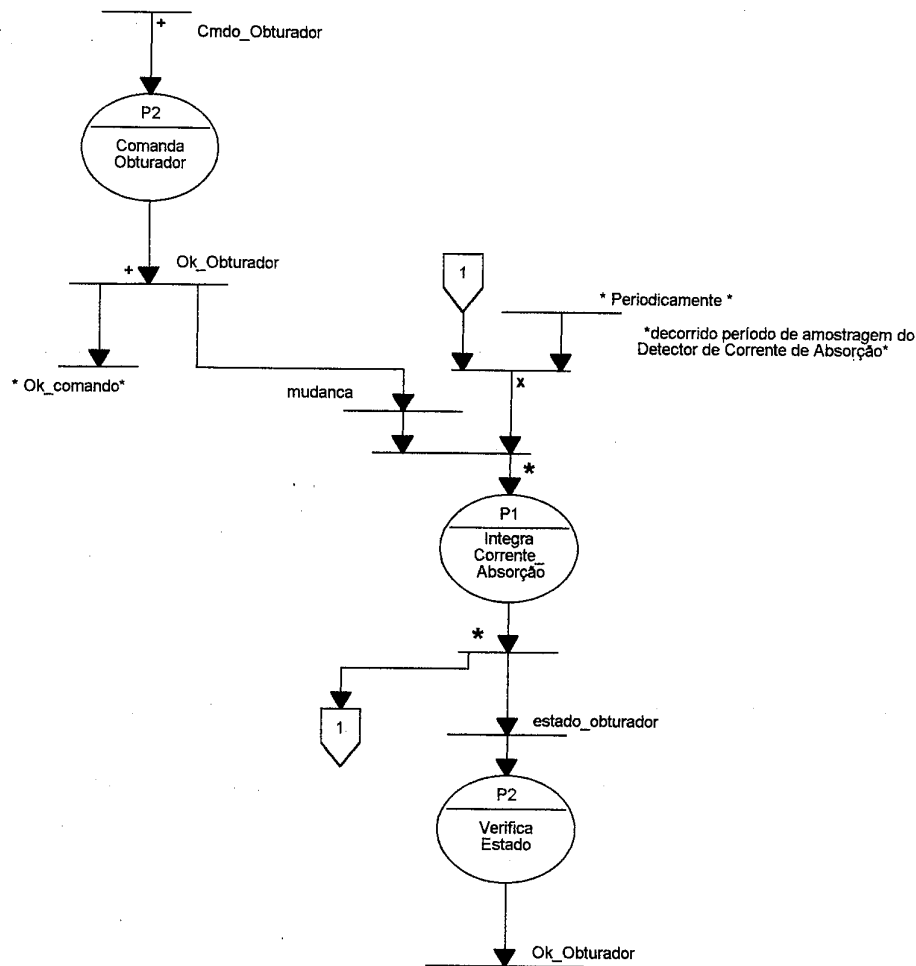 +
Cmdo_Obturador
P2
Comanda
Obturador
+
Ok_Obturador
1
* Periodicamente *
*decorrido período de amostragem do
Detector de Corrente de Absorção*
* Ok_comando*
x
mudanca
*
P1
Integra
Corrente_
Absorção
*
1
estado_obturador
P2
Verifica
Estado
Ok_Obturador